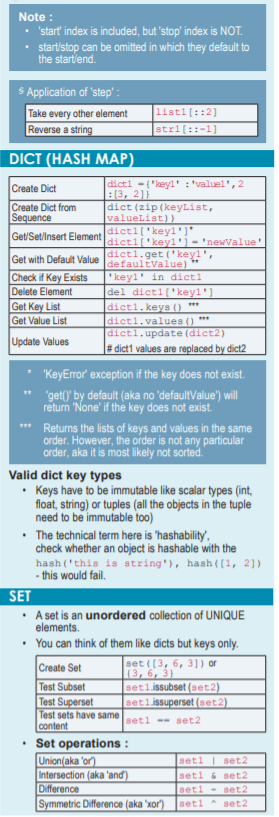 Note :
• 'start' index is included, but 'stop' index is NOT.
• start/stop can be omitted in which they default to
the start/end.
§ Application of 'step' :
Take every other element list1[::2]
Reverse a string str1[::-1]
DICT (HASH MAP)
Create Dict dict1 ={'key1' :'value1',2
:[3, 2]}
Create Dict from
Sequence
dict(zip(keyList,
valueList))
Get/Set/Insert Element
dict1['key1']*
dict1['key1'] = 'newValue'
Get with Default Value
dict1.get('key1',
defaultValue) **
Check if Key Exists 'key1' in dict1
Delete Element del dict1['key1']
Get Key List dict1.keys() ***
Get Value List dict1.values() ***
Update Values
dict1.update(dict2)
# dict1 values are replaced by dict2
* 'KeyError' exception if the key does not exist.
** 'get()' by default (aka no 'defaultValue') will
return 'None' if the key does not exist.
*** Returns the lists of keys and values in the same
order. However, the order is not any particular
order, aka it is most likely not sorted.
Valid dict key types
• Keys have to be immutable like scalar types (int,
float, string) or tuples (all the objects in the tuple
need to be immutable too)
• The technical term here is 'hashability',
check whether an object is hashable with the
hash('this is string'), hash([1, 2])
- this would fail.
SET
• A set is an unordered collection of UNIQUE
elements.
• You can think of them like dicts but keys only.
Create Set
set([3, 6, 3]) or
{3, 6, 3}
Test Subset set1.issubset (set2)
Test Superset set1.issuperset (set2)
Test sets have same
content
set1 == set2
• Set operations :
Union(aka 'or') set1 | set2
Intersection (aka 'and') set1 & set2
Difference set1 - set2
Symmetric Difference (aka 'xor') set1 ^ set2